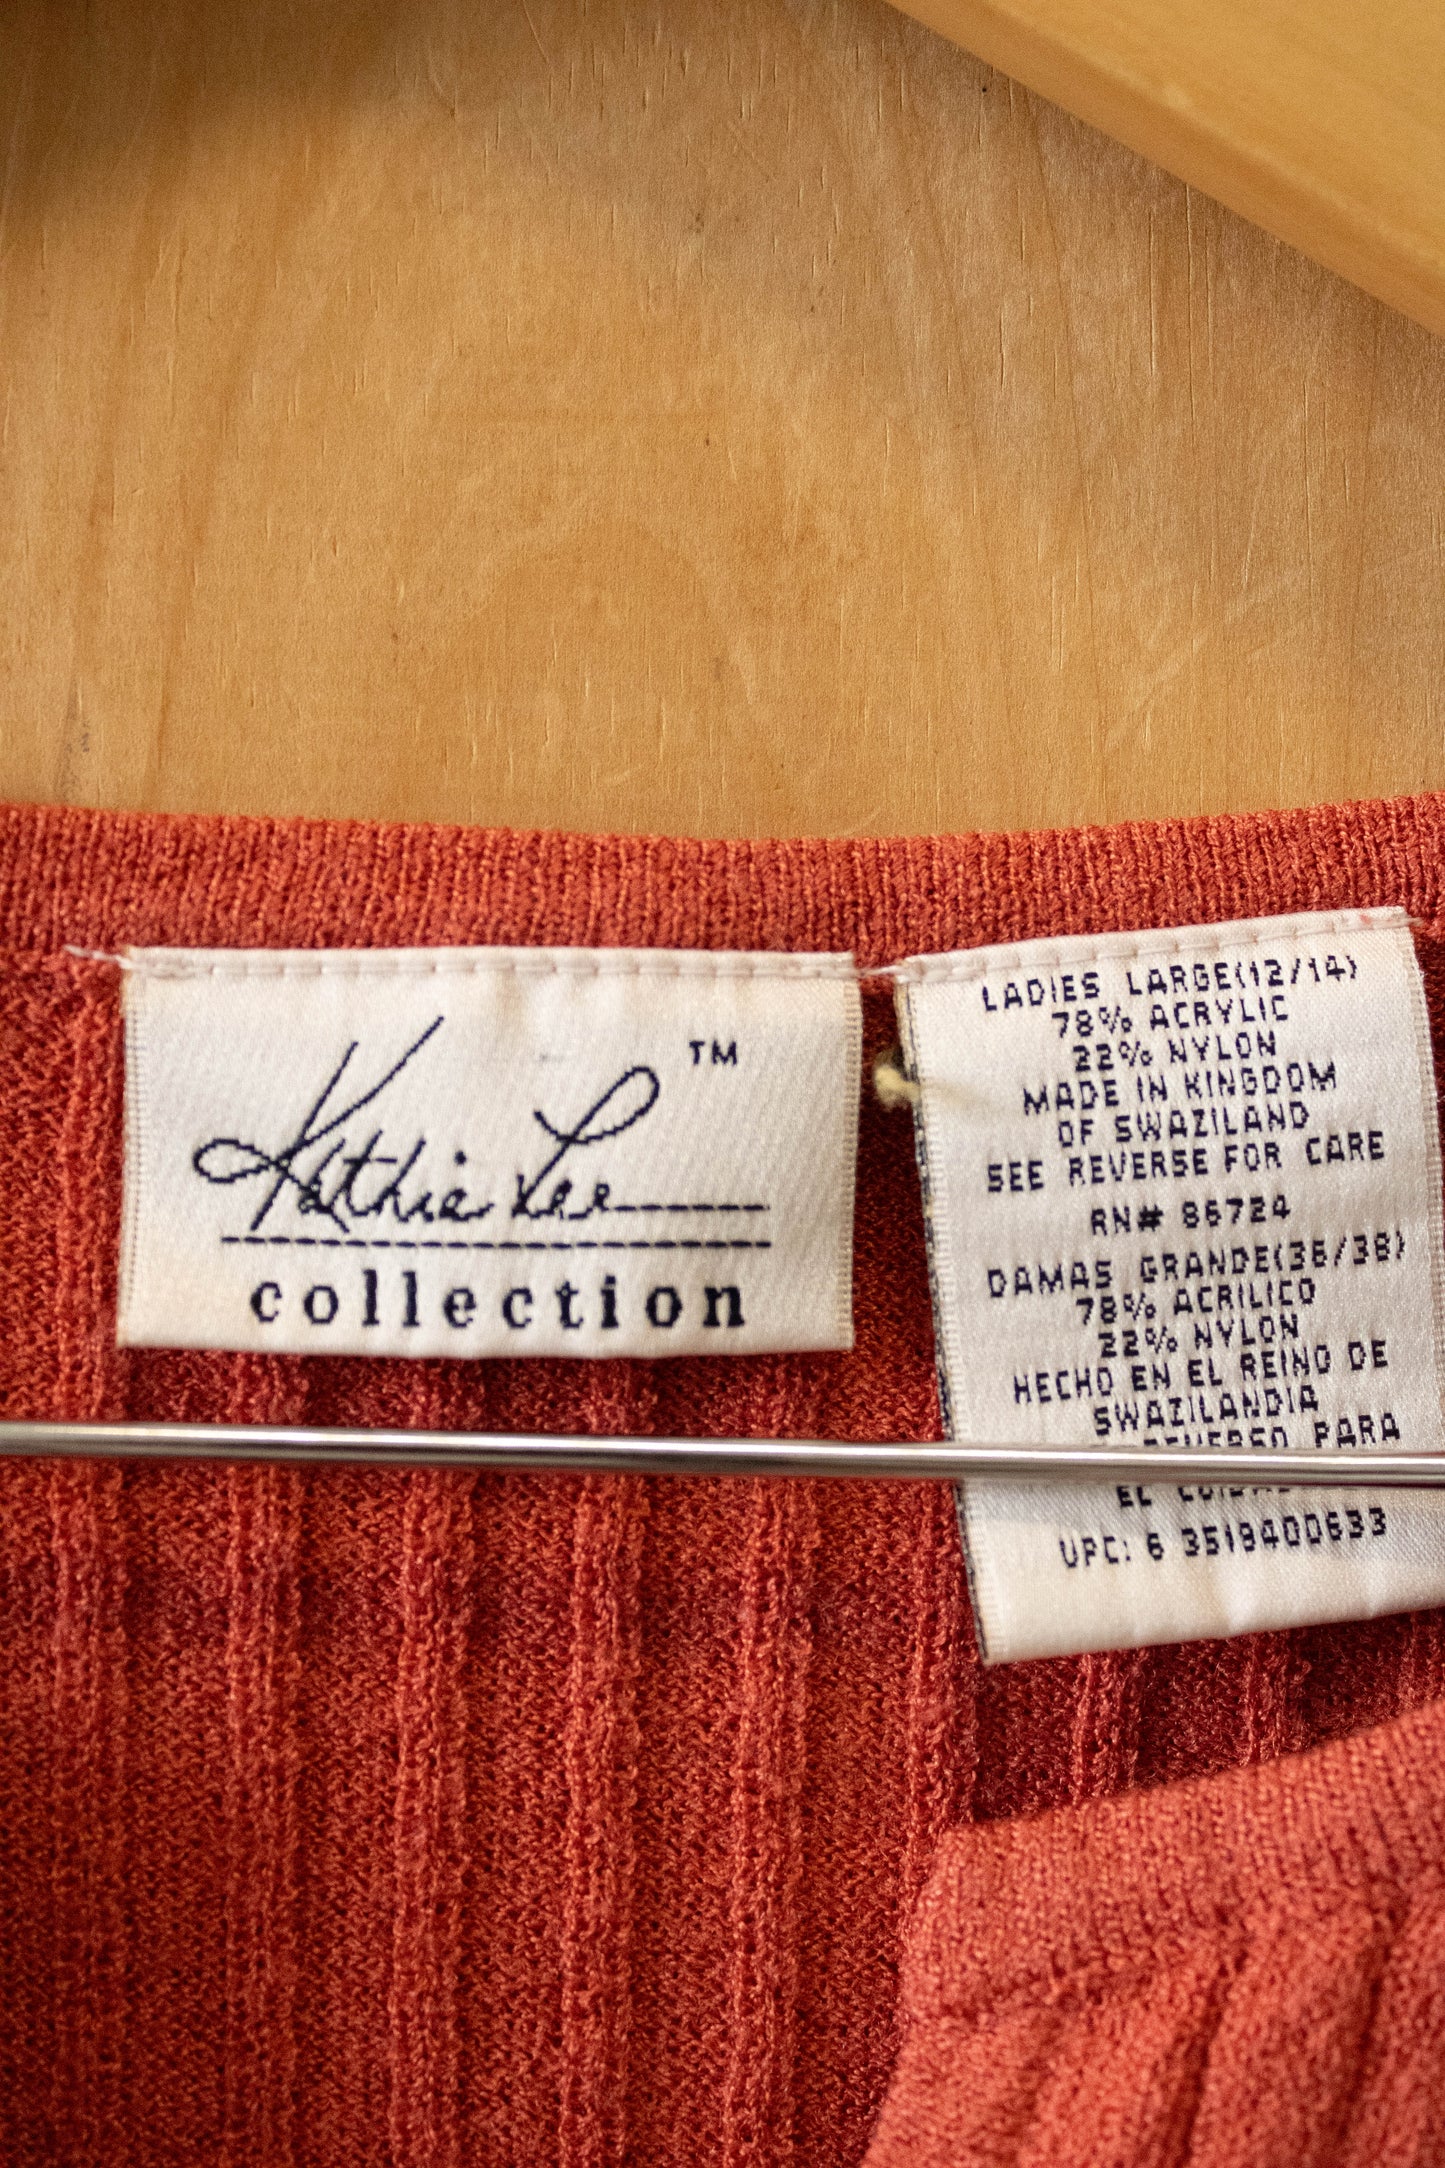 Kathie Lee ™
collection
LADIES LARGE(12/14)
78% ACRYLIC
22% NYLON
MADE IN KINGDOM
OF SWAZILAND
SEE REVERSE FOR CARE
RN# 86724
DAMAS GRANDE(36/38)
78% ACRILICO
22% NYLON
HECHO EN EL REINO DE
SWAZILANDIA
PARA
EL
UPC: 6 3519400633